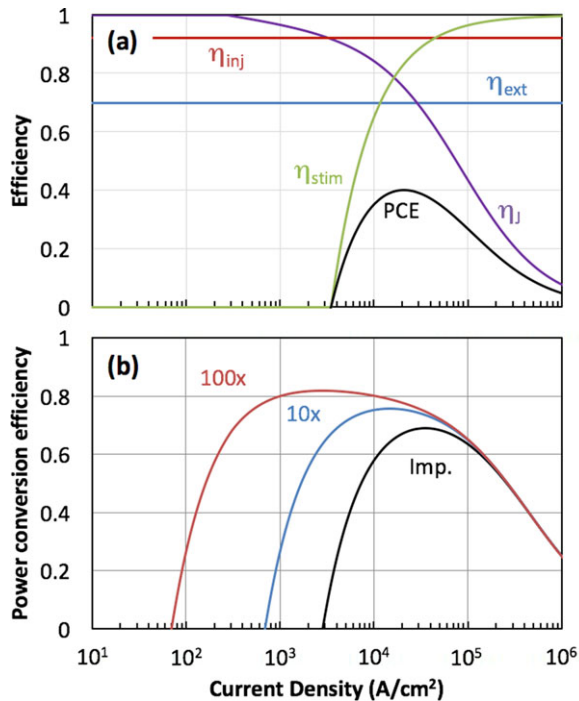 1
(a)
ηinj
0.8
ηext
0.6
Efficiency
ηstim
0.4
PCE
ηJ
0.2
0
1
(b)
100x
0.8
10x
0.6
Imp.
Power conversion efficiency
0.4
0.2
0
10¹ 10² 10³ 10⁴ 10⁵ 10⁶
Current Density (A/cm²)